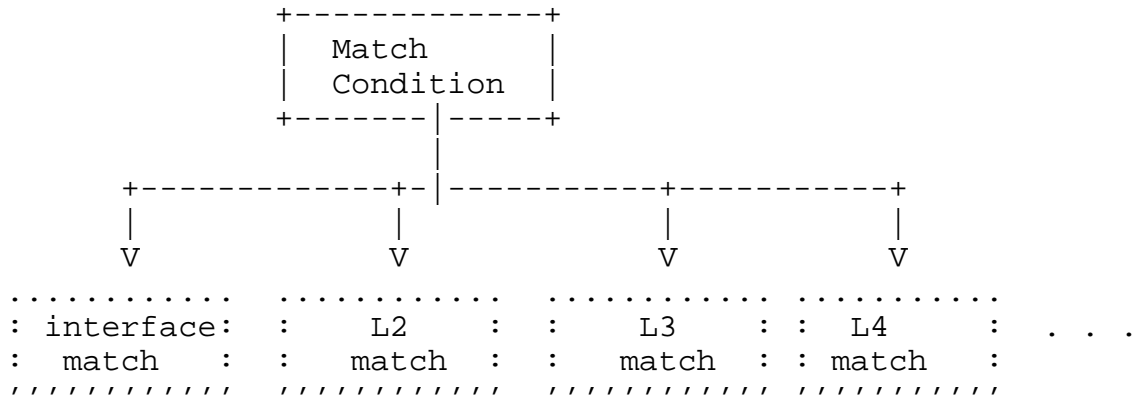 Match
Condition
interface L2 L3 L4 . . .
match match match match